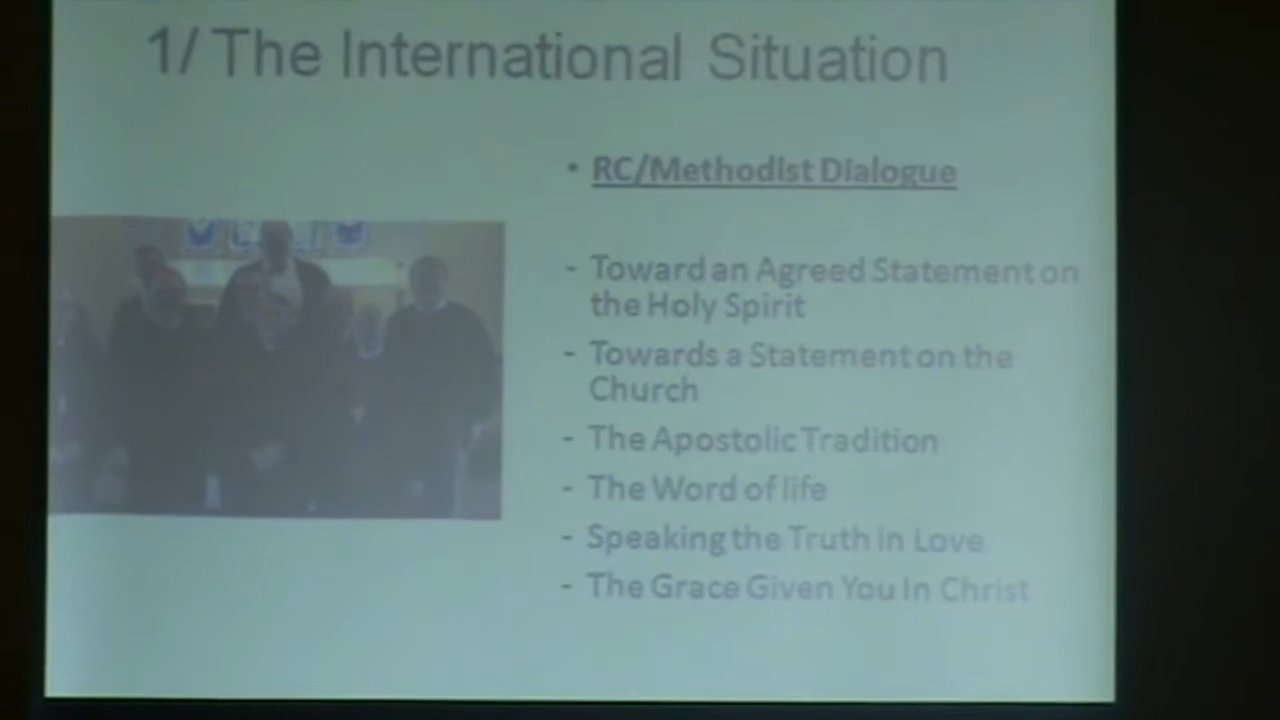 1/ The International Situation
• RC/Methodist Dialogue
- Toward an Agreed Statement on
the Holy Spirit
- Towards a Statement on the
Church
- The Apostolic Tradition
- The Word of life
- Speaking the Truth in Love
- The Grace Given You In Christ